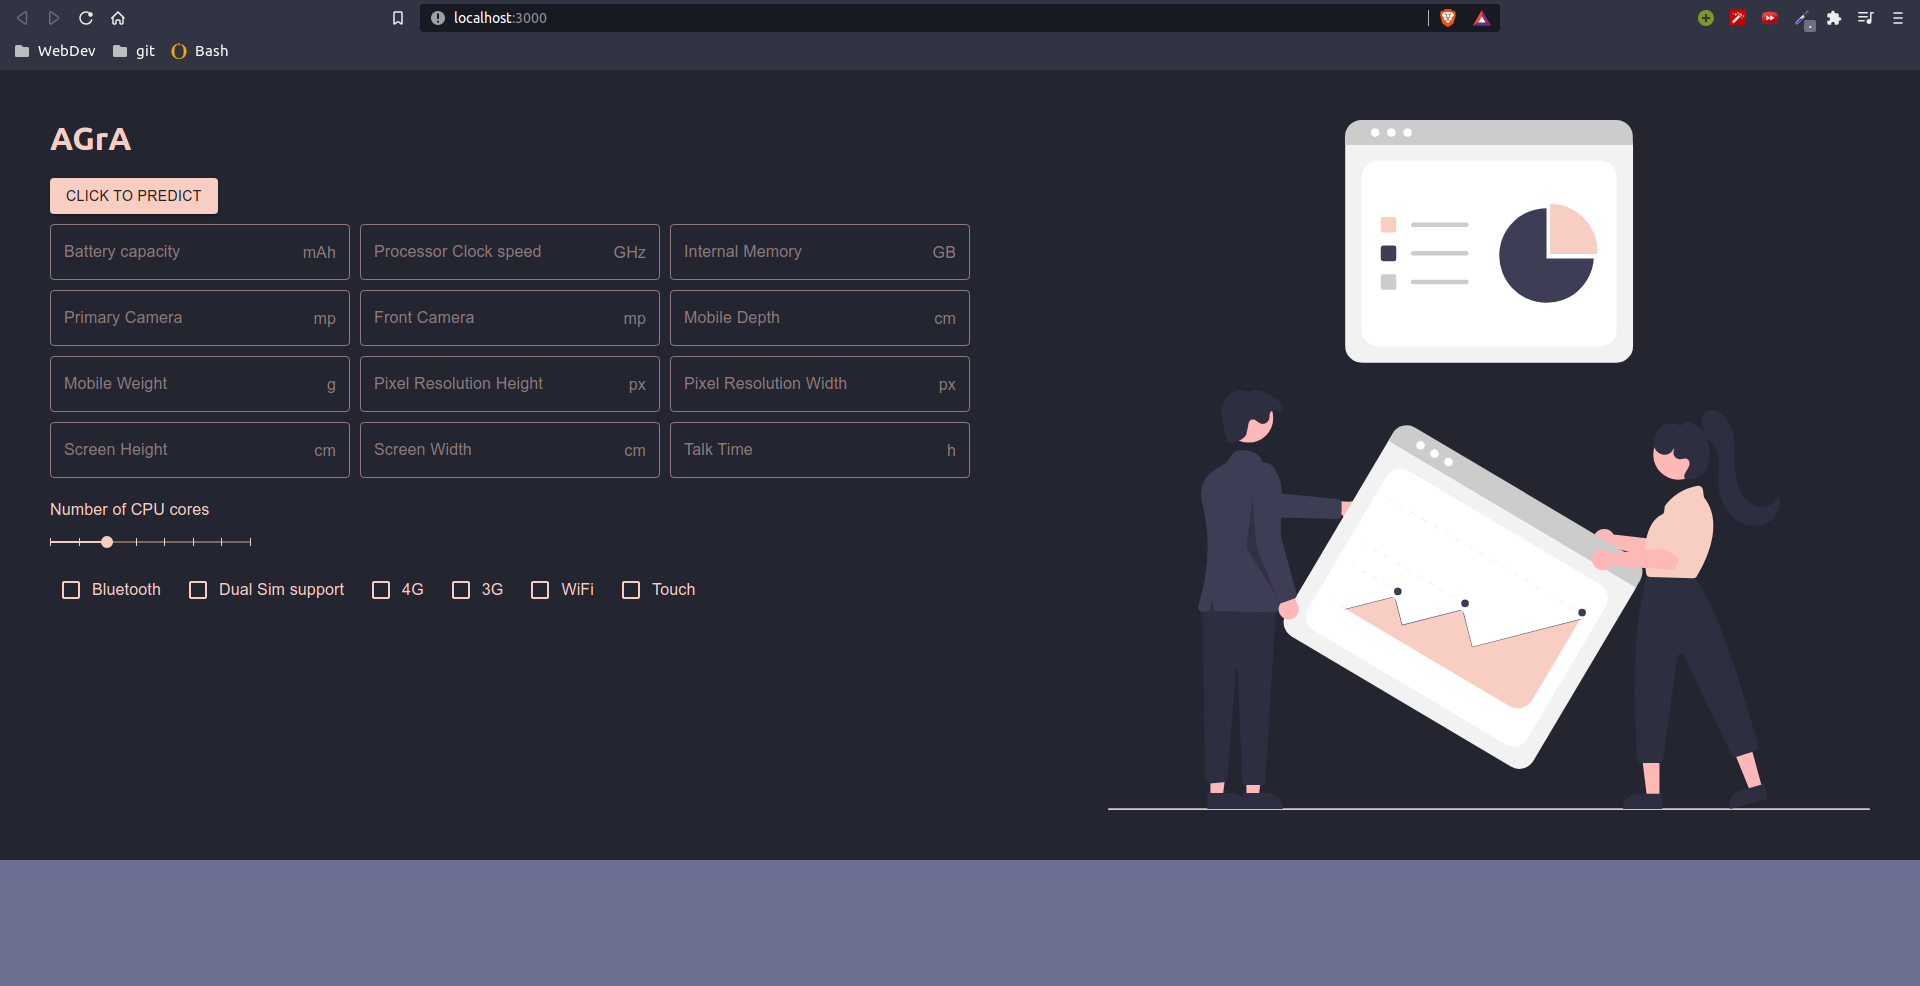 localhost:3000
WebDev git Bash
AGrA
CLICK TO PREDICT
Battery capacity mAh Processor Clock speed GHz Internal Memory GB
Primary Camera mp Front Camera mp Mobile Depth cm
Mobile Weight g Pixel Resolution Height px Pixel Resolution Width px
Screen Height cm Screen Width cm Talk Time h
Number of CPU cores
Bluetooth Dual Sim support 4G 3G WiFi Touch